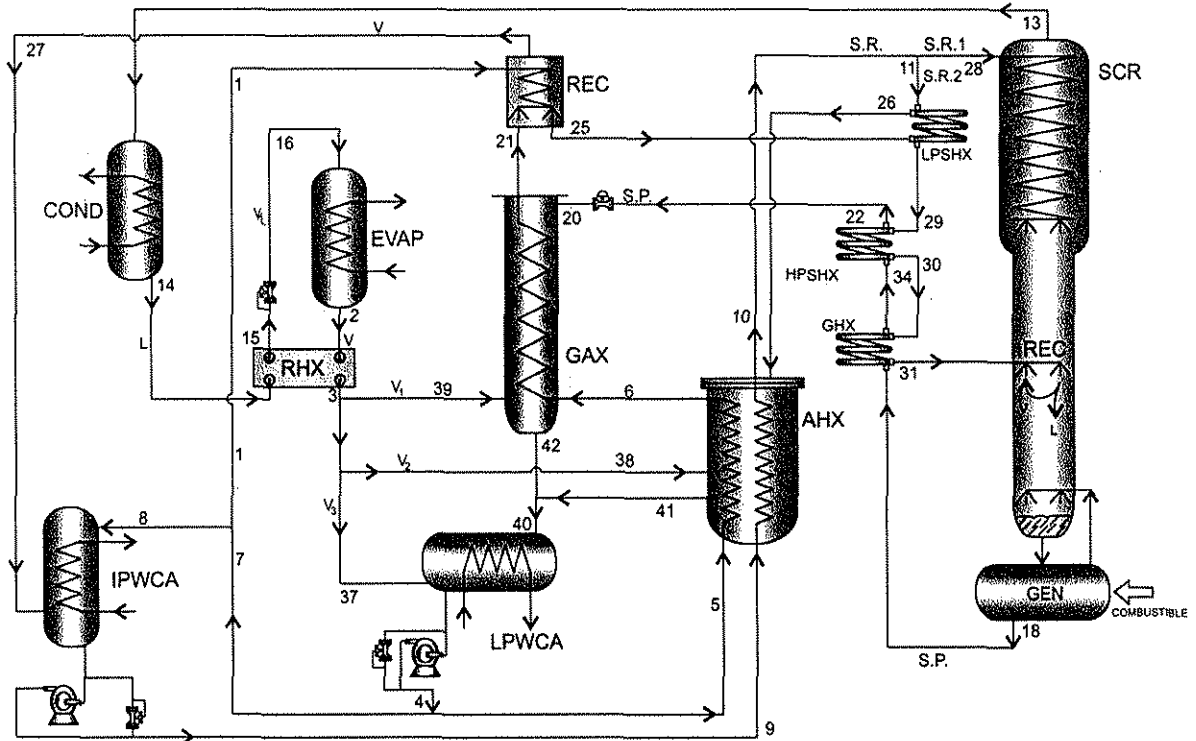 13
27
V
S.R.
S.R.1
1
REC
11
S.R.2
28
SCR
26
16
21
25
LPSHX
COND
V
L
EVAP
20
S.P.
22
29
HPSHX
30
34
14
2
10
15
V
GAX
GHX
REC
L
RHX
31
3
V₁
39
6
AHX
L
42
1
V₂
38
41
V₃
8
40
7
IPWCA
37
5
GEN
COMBUSTIBLE
LPWCA
18
S.P.
4
9